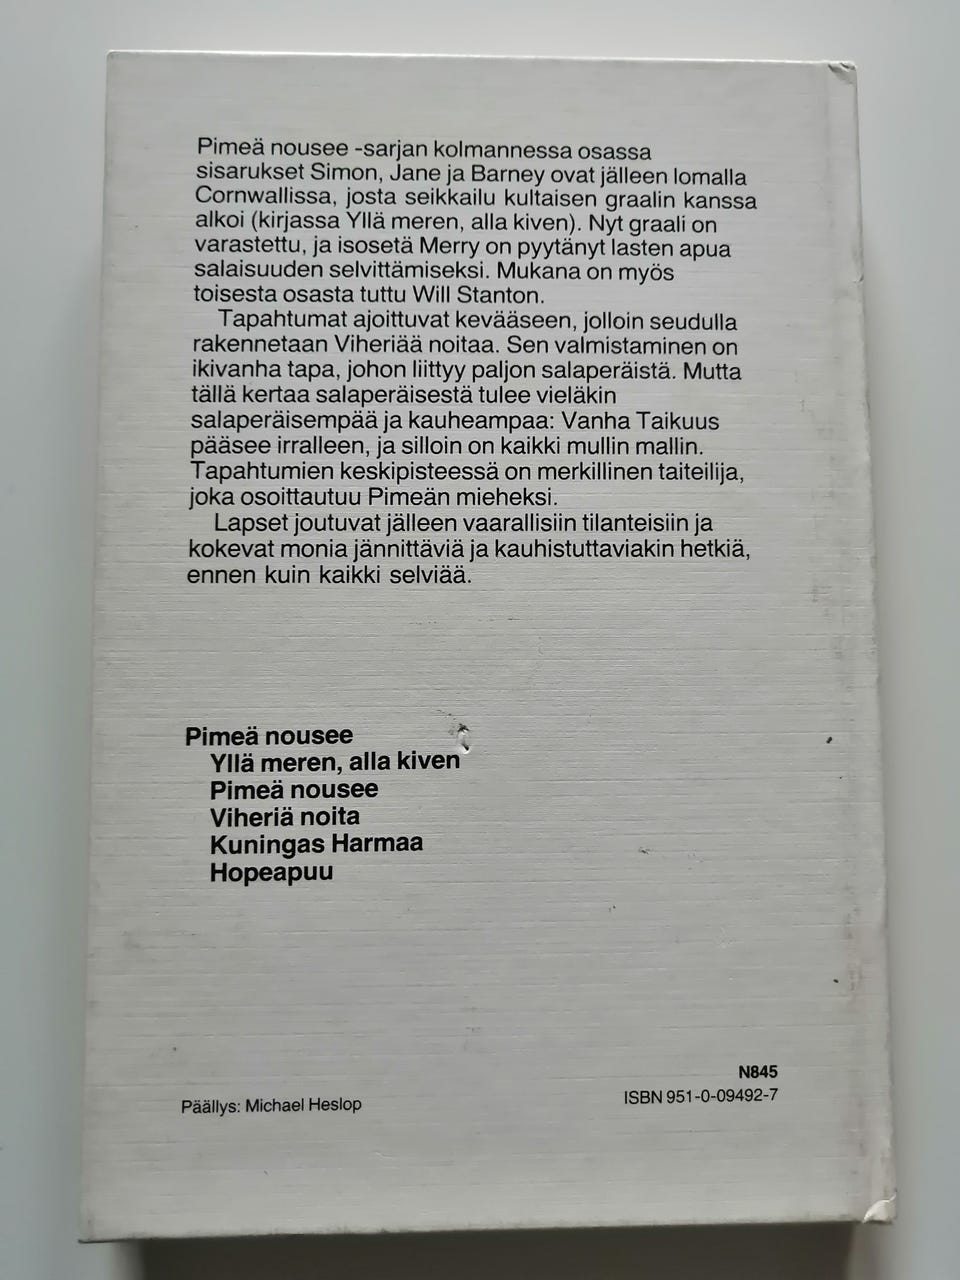 Pimeä nousee -sarjan kolmannessa osassa
sisarukset Simon, Jane ja Barney ovat jälleen lomalla
Cornwallissa, josta seikkailu kultaisen graalin kanssa
alkoi (kirjassa Yllä meren, alla kiven). Nyt graali on
varastettu, ja isosetä Merry on pyytänyt lasten apua
salaisuuden selvittämiseksi. Mukana on myös
toisesta osasta tuttu Will Stanton.
Tapahtumat ajoittuvat kevääseen, jolloin seudulla
rakennetaan Viheriää noitaa. Sen valmistaminen on
ikivanha tapa, johon liittyy paljon salaperäistä. Mutta
tällä kertaa salaperäisestä tulee vieläkin
salaperäisempää ja kauheampaa: Vanha Taikuus
pääsee irralleen, ja silloin on kaikki mullin mallin.
Tapahtumien keskipisteessä on merkillinen taiteilija,
joka osoittautuu Pimeän mieheksi.
Lapset joutuvat jälleen vaarallisiin tilanteisiin ja
kokevat monia jännittäviä ja kauhistuttaviakin hetkiä,
ennen kuin kaikki selviää.
Pimeä nousee
Yllä meren, alla kiven
Pimeä nousee
Viheriä noita
Kuningas Harmaa
Hopeapuu
N845
ISBN 951-0-09492-7
Päällys: Michael Heslop